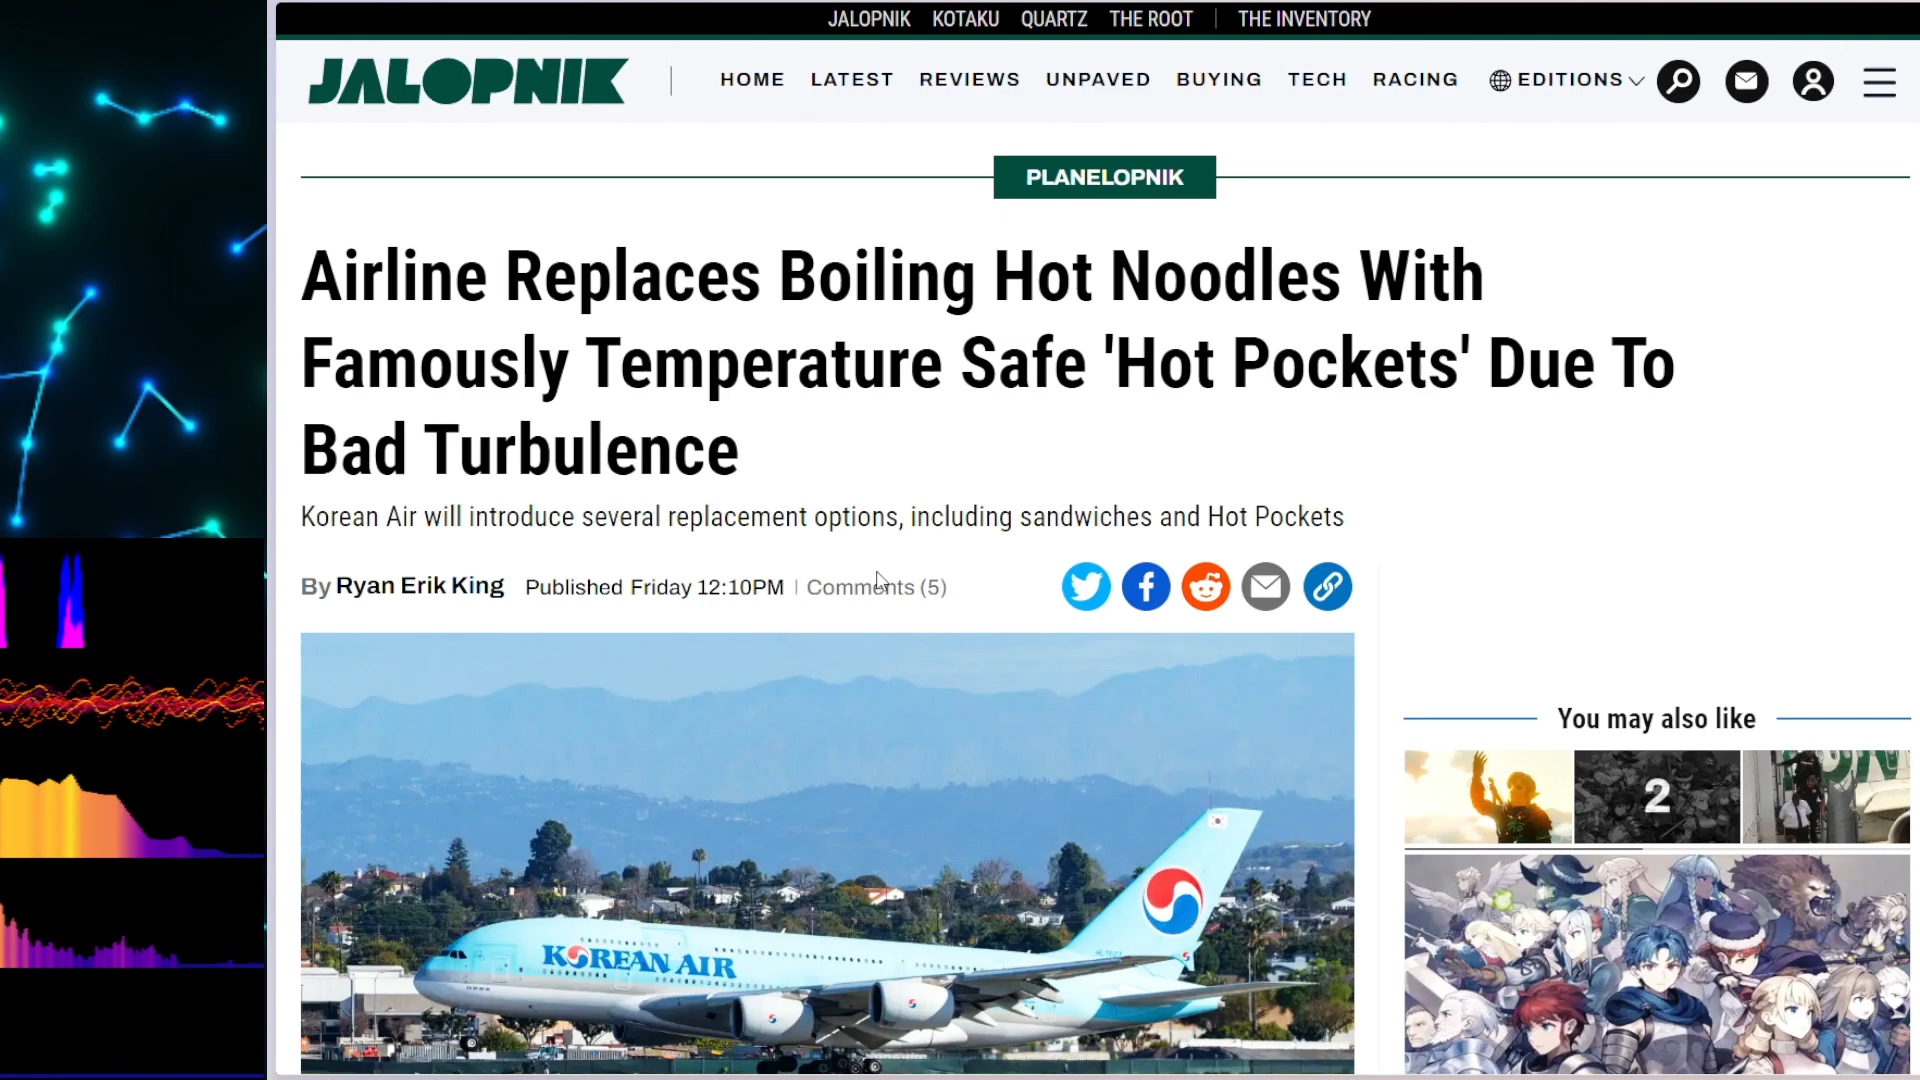 JALOPNIK KOTAKU QUARTZ THE ROOT THE INVENTORY
JALOPNIK HOME LATEST REVIEWS UNPAVED BUYING TECH RACING EDITIONS
PLANELOPNIK
Airline Replaces Boiling Hot Noodles With
Famously Temperature Safe 'Hot Pockets' Due To
Bad Turbulence
Korean Air will introduce several replacement options, including sandwiches and Hot Pockets
By Ryan Erik King Published Friday 12:10PM | Comments (5)
You may also like
2
KOREAN AIR